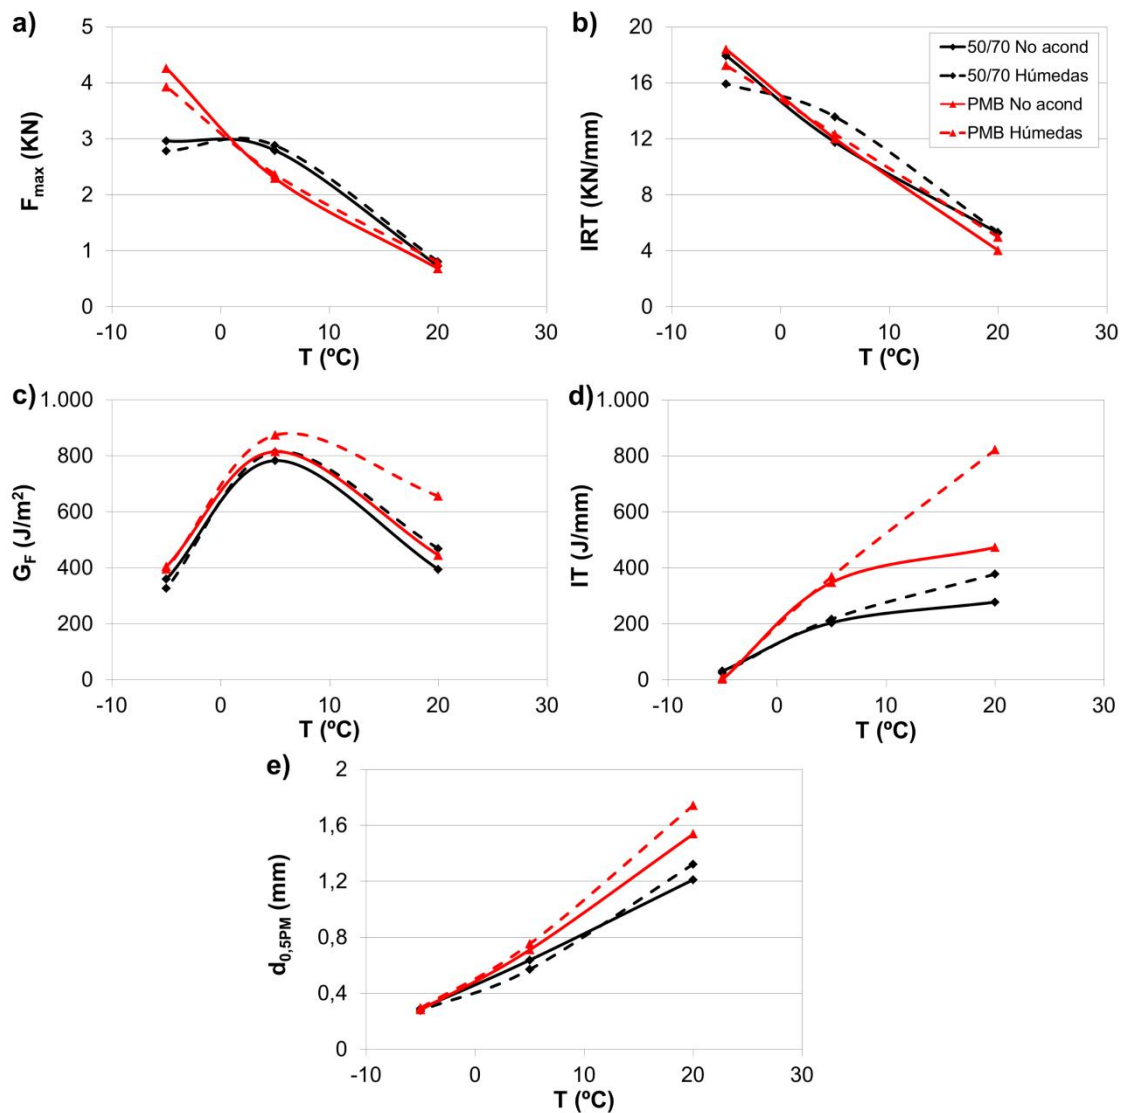 a)
5
4
3
2
1
0
-10 0 10 20 30
F_max (KN)
T (ºC)
b)
20
16
12
8
4
0
-10 0 10 20 30
IRT (KN/mm)
T (ºC)
50/70 No acond
50/70 Húmedas
PMB No acond
PMB Húmedas
c)
1.000
800
600
400
200
0
-10 0 10 20 30
G_F (J/m²)
T (ºC)
d)
1.000
800
600
400
200
0
-10 0 10 20 30
IT (J/mm)
T (ºC)
e)
2
1,6
1,2
0,8
0,4
0
-10 0 10 20 30
d_0,5PM (mm)
T (ºC)